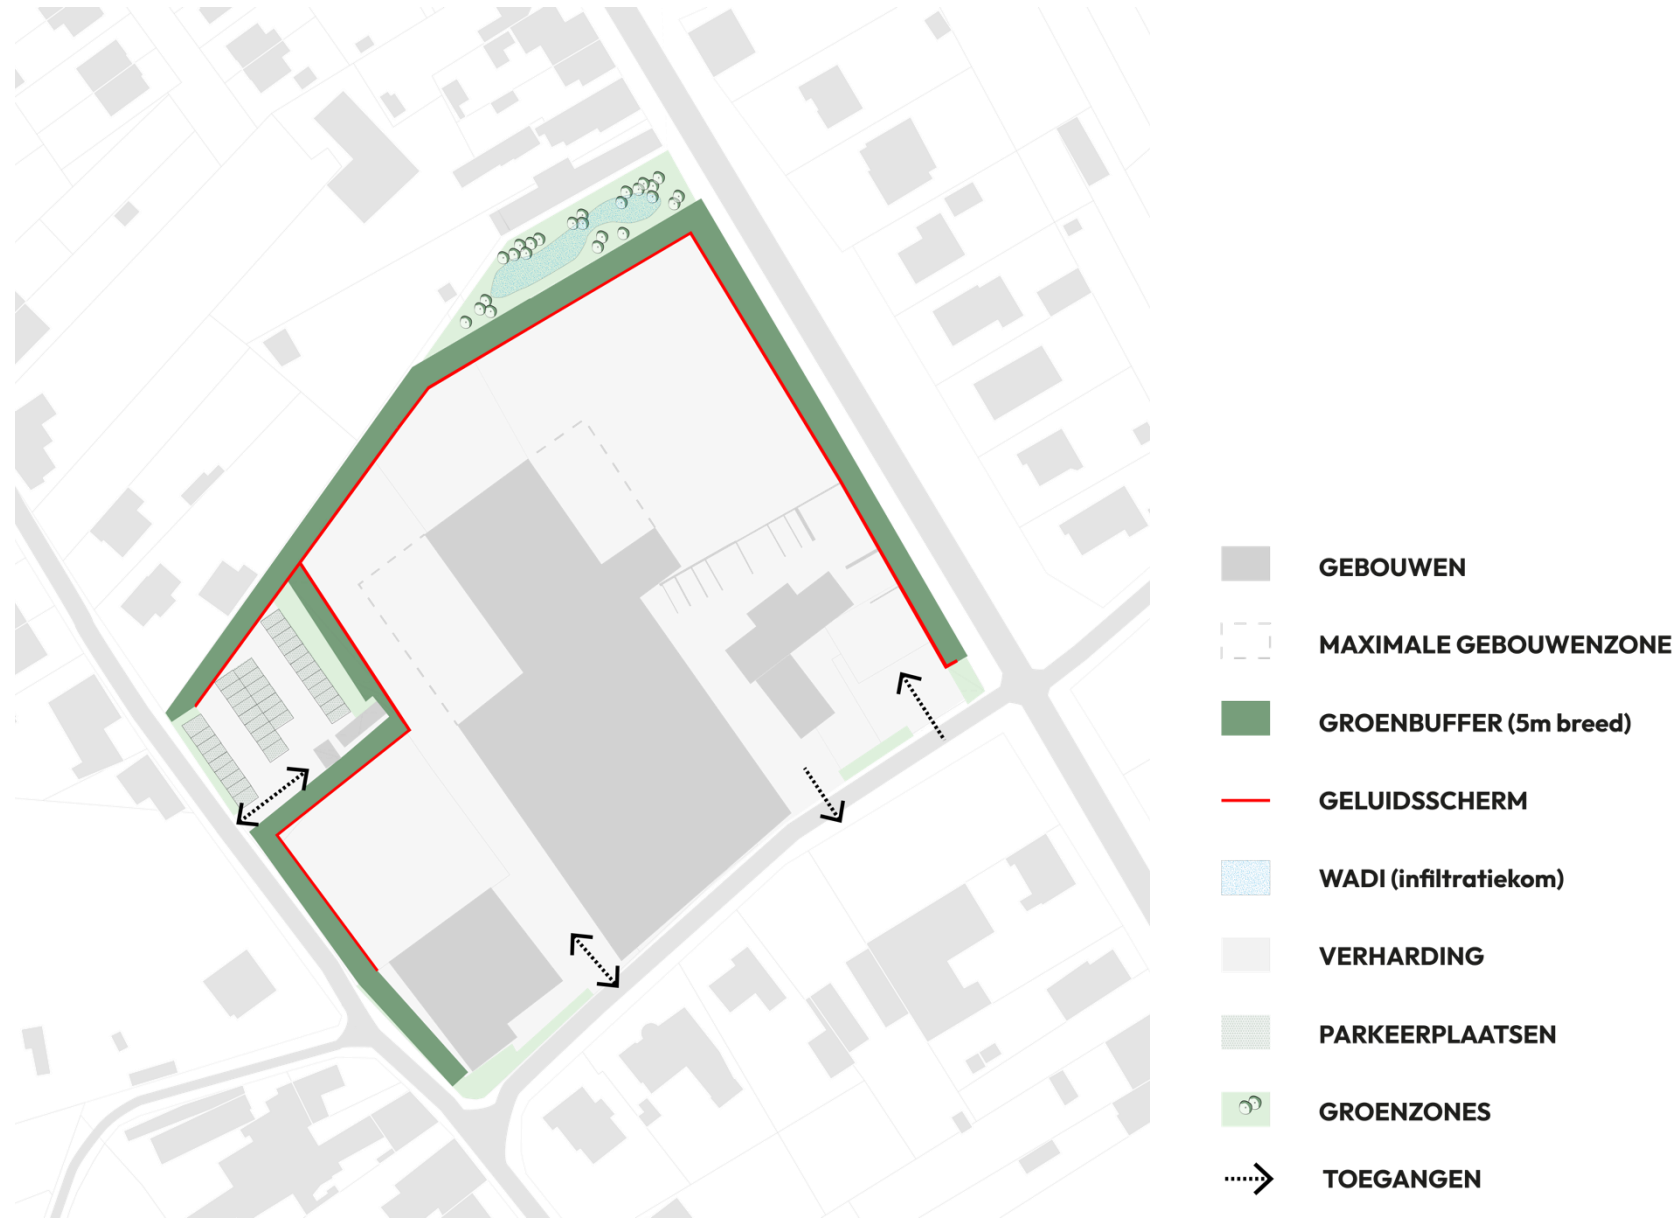 GEBOUWEN
MAXIMALE GEBOUWENZONE
GROENBUFFER (5m breed)
GELUIDSSCHERM
WADI (infiltratiekom)
VERHARDING
PARKEERPLAATSEN
GROENZONES
TOEGANGEN